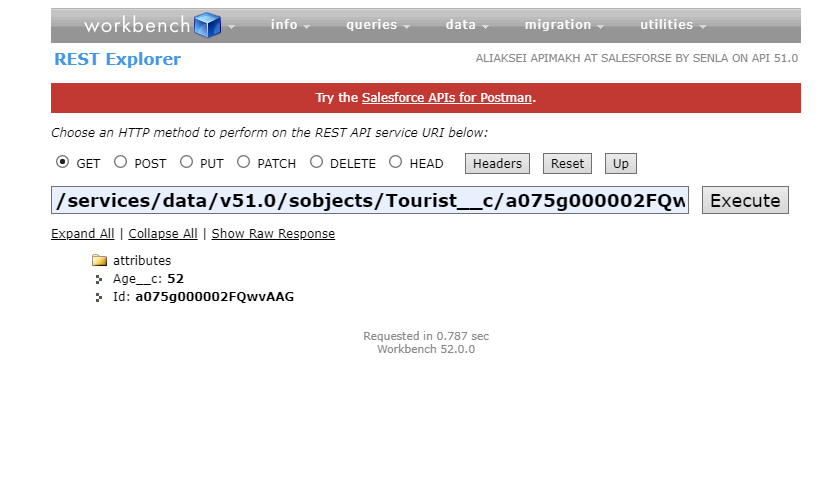 workbench info queries data migration utilities
REST Explorer ALIAKSEI APIMAKH AT SALESFORSE BY SENLA ON API 51.0
Try the Salesforce APIs for Postman.
Choose an HTTP method to perform on the REST API service URI below:
GET POST PUT PATCH DELETE HEAD Headers Reset Up
/services/data/v51.0/sobjects/Tourist__c/a075g000002FQw Execute
Expand All | Collapse All | Show Raw Response
attributes
Age__c: 52
Id: a075g000002FQwvAAG
Requested in 0.787 sec
Workbench 52.0.0